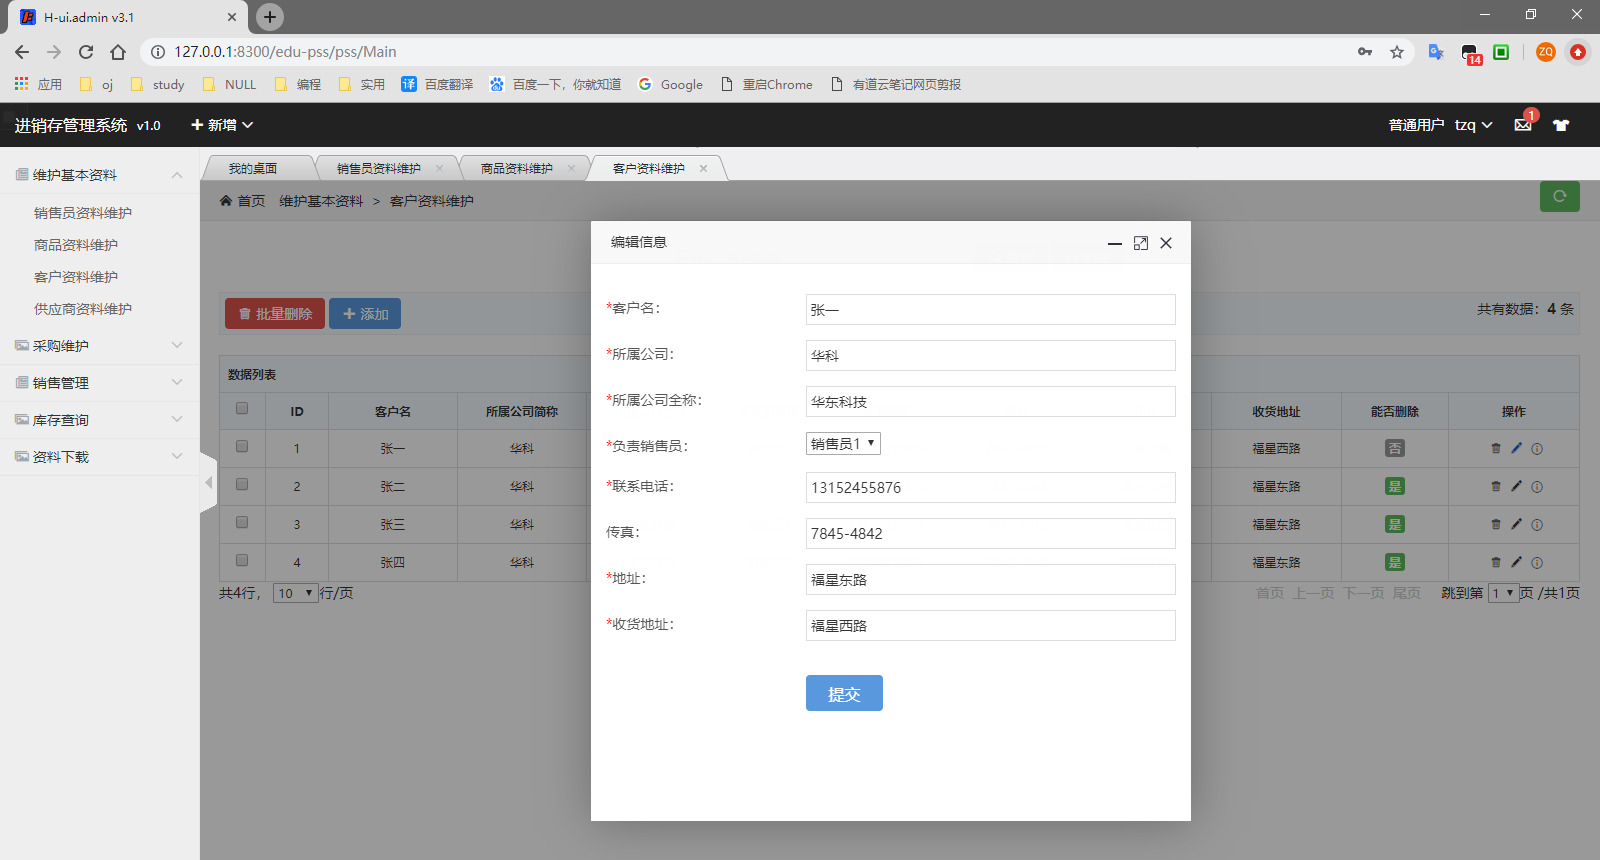 H-ui.admin v3.1
127.0.0.1:8300/edu-pss/pss/Main
14
ZQ
应用 oj study NULL 编程 实用 译 百度翻译 百度一下，你就知道 Google 重启Chrome 有道云笔记网页剪报
进销存管理系统 v1.0 新增 普通用户 tzq 1
我的桌面 销售员资料维护 商品资料维护 客户资料维护
维护基本资料
销售员资料维护
商品资料维护
客户资料维护
供应商资料维护
采购维护
销售管理
库存查询
资料下载
首页 维护基本资料 > 客户资料维护
批量删除 添加 共有数据：4 条
数据列表
ID 客户名 所属公司简称 收货地址 能否删除 操作
1 张一 华科 福星西路 否
2 张二 华科 福星东路 是
3 张三 华科 福星东路 是
4 张四 华科 福星东路 是
共4行， 10 行/页 首页 上一页 下一页 尾页 跳到第 1 页 /共1页
编辑信息
*客户名： 张一
*所属公司： 华科
*所属公司全称： 华东科技
*负责销售员： 销售员1
*联系电话： 13152455876
传真： 7845-4842
*地址： 福星东路
*收货地址： 福星西路
提交